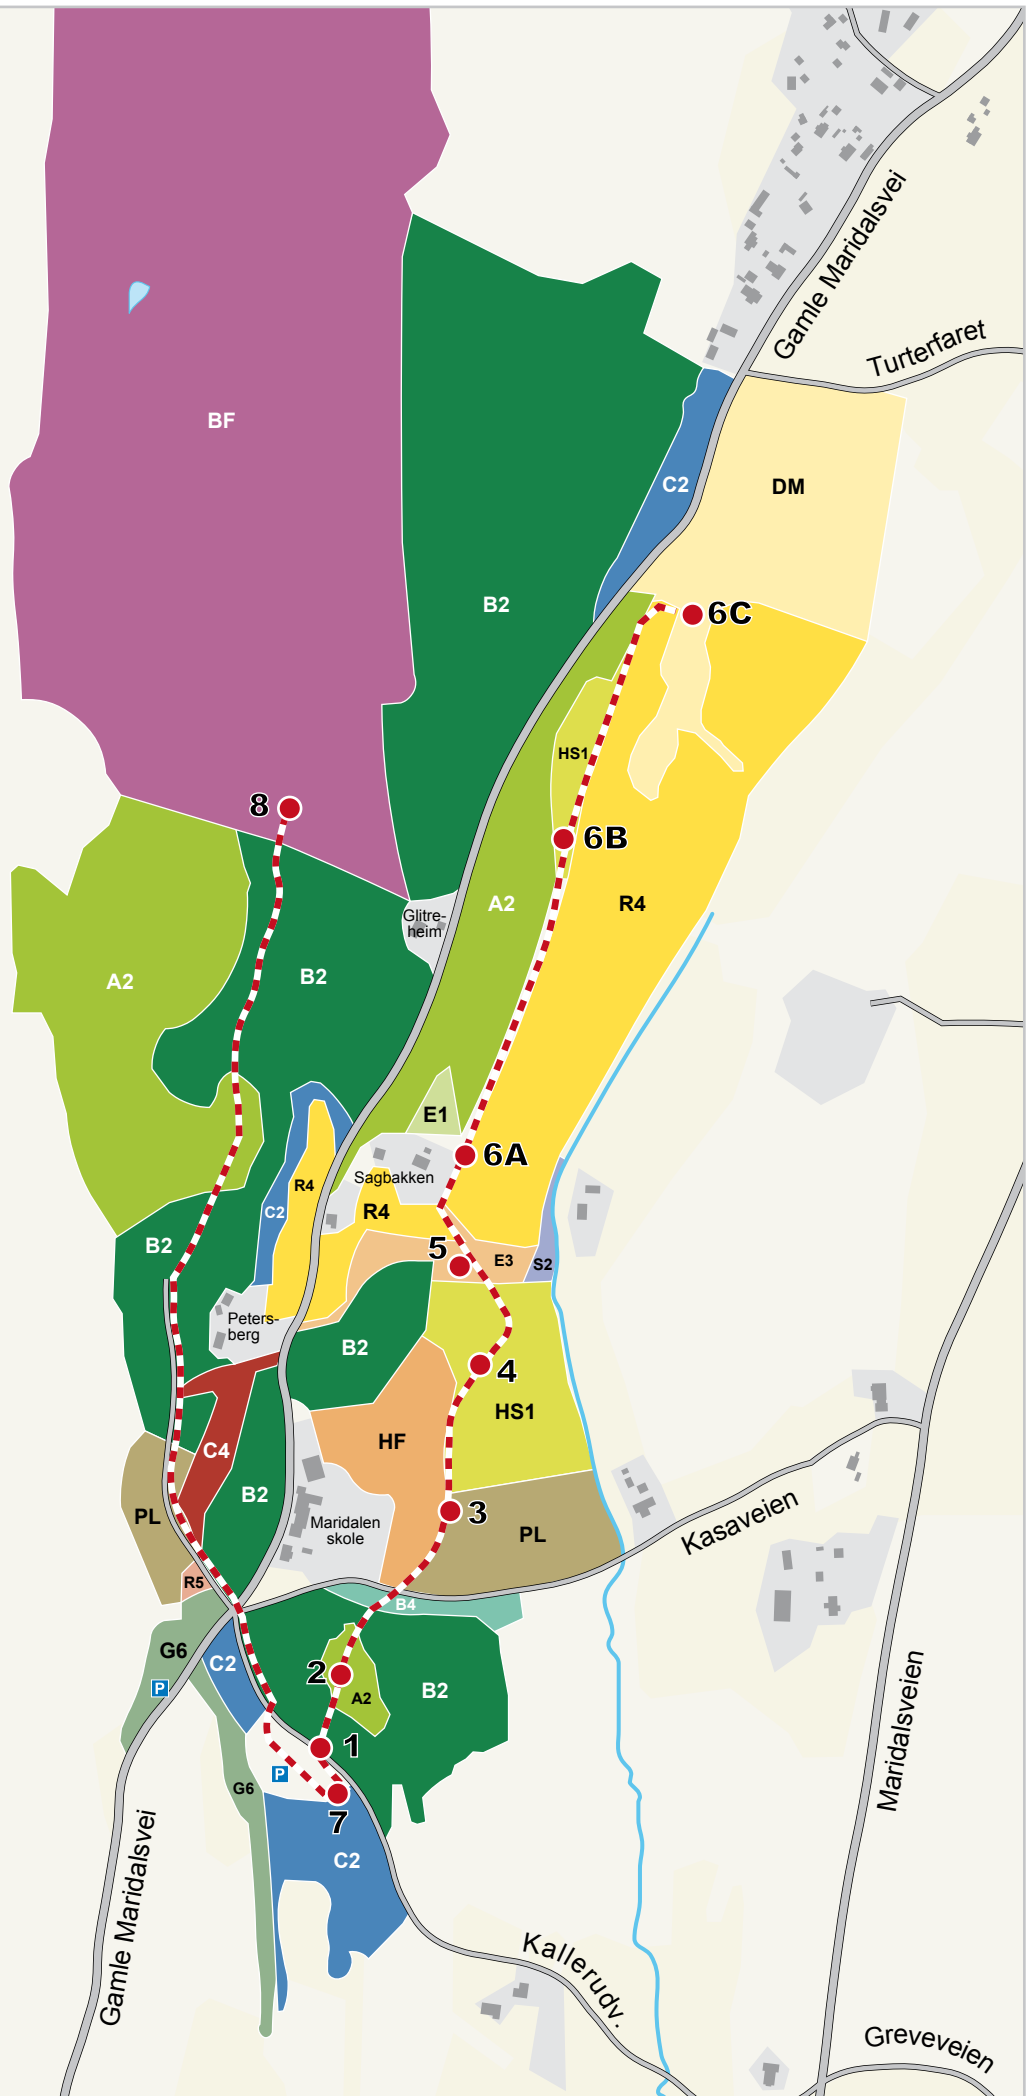 Gamle Maridalsvei
Turterfaret
BF
C2
DM
B2
6C
HS1
8
6B
A2
R4
Glitre-
heim
B2
A2
E1
6A
Sagbakken
R4
C2
R4
B2
5
E3
S2
Peters-
berg
B2
4
HS1
HF
C4
B2
PL
3
PL
Maridalen
skole
Kasaveien
R5
B4
G6
C2
P
2
A2
B2
1
P
G6
7
C2
Maridalsveien
Gamle Maridalsvei
Kallerudv.
Greveveien